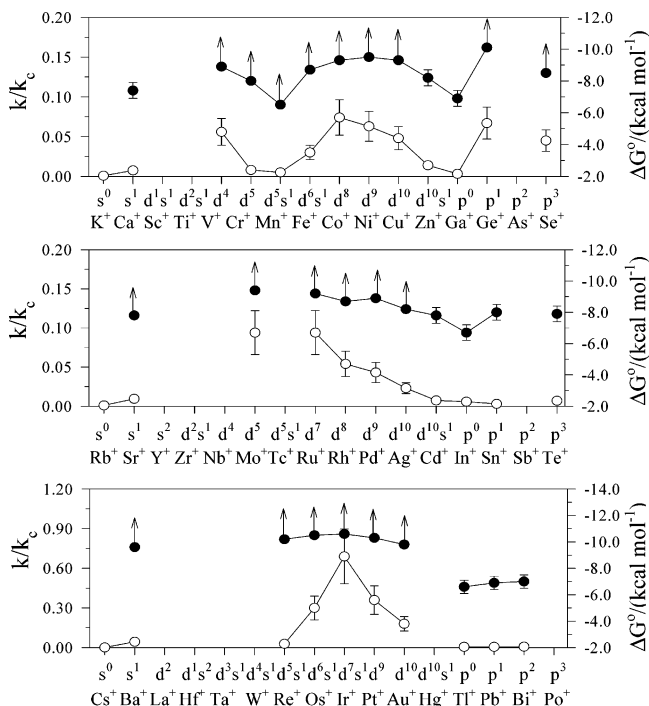 0.20 -12.0
-10.0
0.15
-8.0
0.10
-6.0
0.05
-4.0
0.00 -2.0
k/k_c
ΔG°/(kcal mol⁻¹)
s⁰ s¹ d¹s¹ d²s¹ d⁴ d⁵ d⁵s¹ d⁶s¹ d⁸ d⁹ d¹⁰ d¹⁰s¹ p⁰ p¹ p² p³
K⁺ Ca⁺ Sc⁺ Ti⁺ V⁺ Cr⁺ Mn⁺ Fe⁺ Co⁺ Ni⁺ Cu⁺ Zn⁺ Ga⁺ Ge⁺ As⁺ Se⁺
0.20 -12.0
-10.0
0.15
-8.0
0.10
-6.0
0.05
-4.0
0.00 -2.0
k/k_c
ΔG°/(kcal mol⁻¹)
s⁰ s¹ s² d²s¹ d⁴ d⁵ d⁵s¹ d⁷ d⁸ d⁹ d¹⁰ d¹⁰s¹ p⁰ p¹ p² p³
Rb⁺ Sr⁺ Y⁺ Zr⁺ Nb⁺ Mo⁺ Tc⁺ Ru⁺ Rh⁺ Pd⁺ Ag⁺ Cd⁺ In⁺ Sn⁺ Sb⁺ Te⁺
1.20 -14.0
-12.0
0.90
-10.0
0.60 -8.0
-6.0
0.30
-4.0
0.00 -2.0
k/k_c
ΔG°/(kcal mol⁻¹)
s⁰ s¹ d² d¹s² d³s¹ d⁴s¹ d⁵s¹ d⁶s¹ d⁷s¹ d⁹ d¹⁰ d¹⁰s¹ p⁰ p¹ p² p³
Cs⁺ Ba⁺ La⁺ Hf⁺ Ta⁺ W⁺ Re⁺ Os⁺ Ir⁺ Pt⁺ Au⁺ Hg⁺ Tl⁺ Pb⁺ Bi⁺ Po⁺